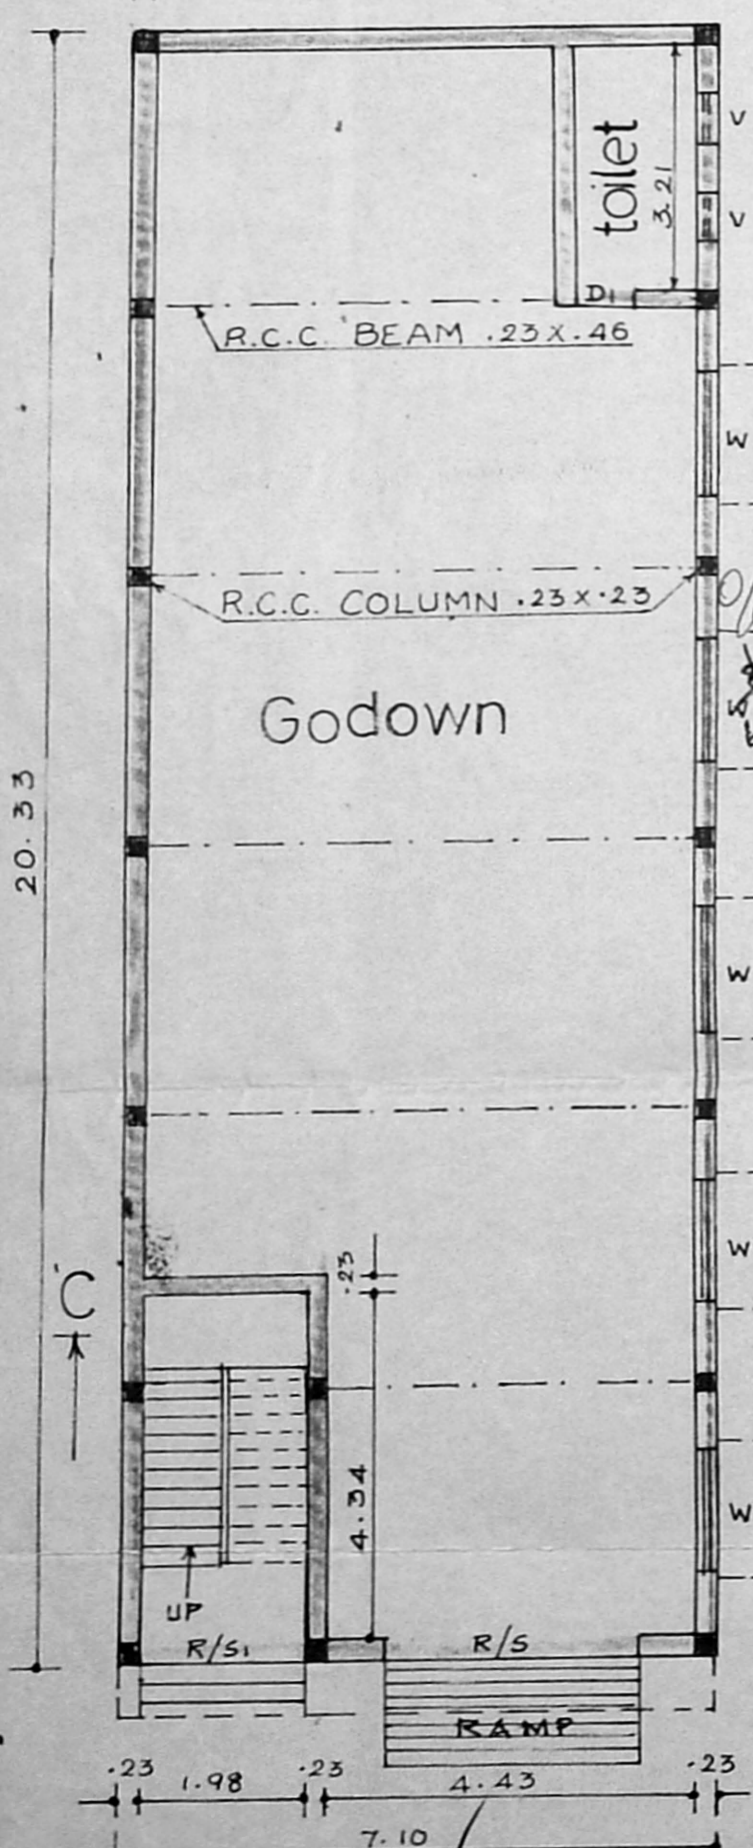 toilet
3.21
V
V
D1
R.C.C. BEAM .23X.46
W
R.C.C. COLUMN .23X.23
Godown
20.33
W
.23
C
W
4.34
W
UP
R/S1
R/S
RAMP
.23 1.98 .23 4.43 .23
7.10